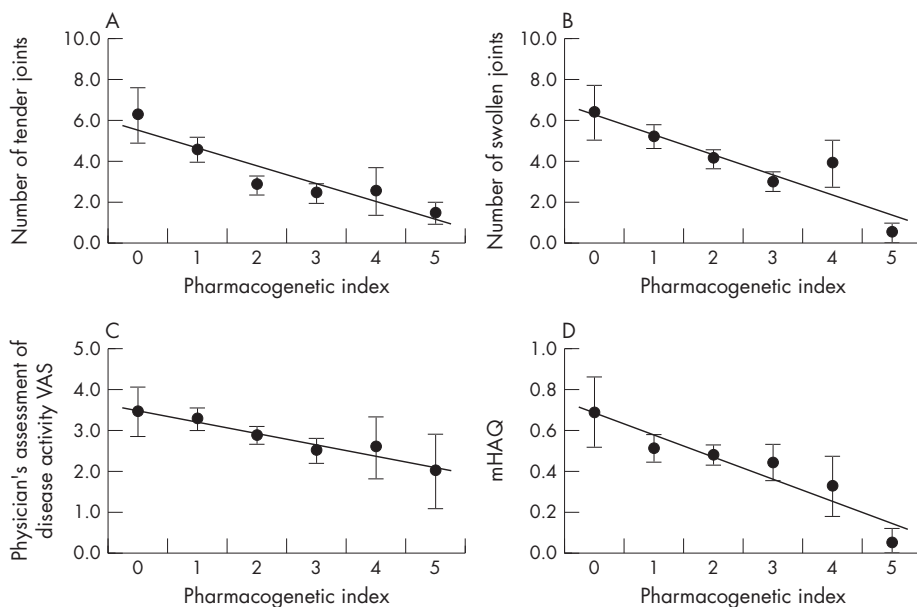 A
Number of tender joints
10.0
8.0
6.0
4.0
2.0
0.0
0 1 2 3 4 5
Pharmacogenetic index
B
Number of swollen joints
10.0
8.0
6.0
4.0
2.0
0.0
0 1 2 3 4 5
Pharmacogenetic index
C
Physician's assessment of
disease activity VAS
5.0
4.0
3.0
2.0
1.0
0.0
0 1 2 3 4 5
Pharmacogenetic index
D
mHAQ
1.0
0.8
0.6
0.4
0.2
0.0
0 1 2 3 4 5
Pharmacogenetic index